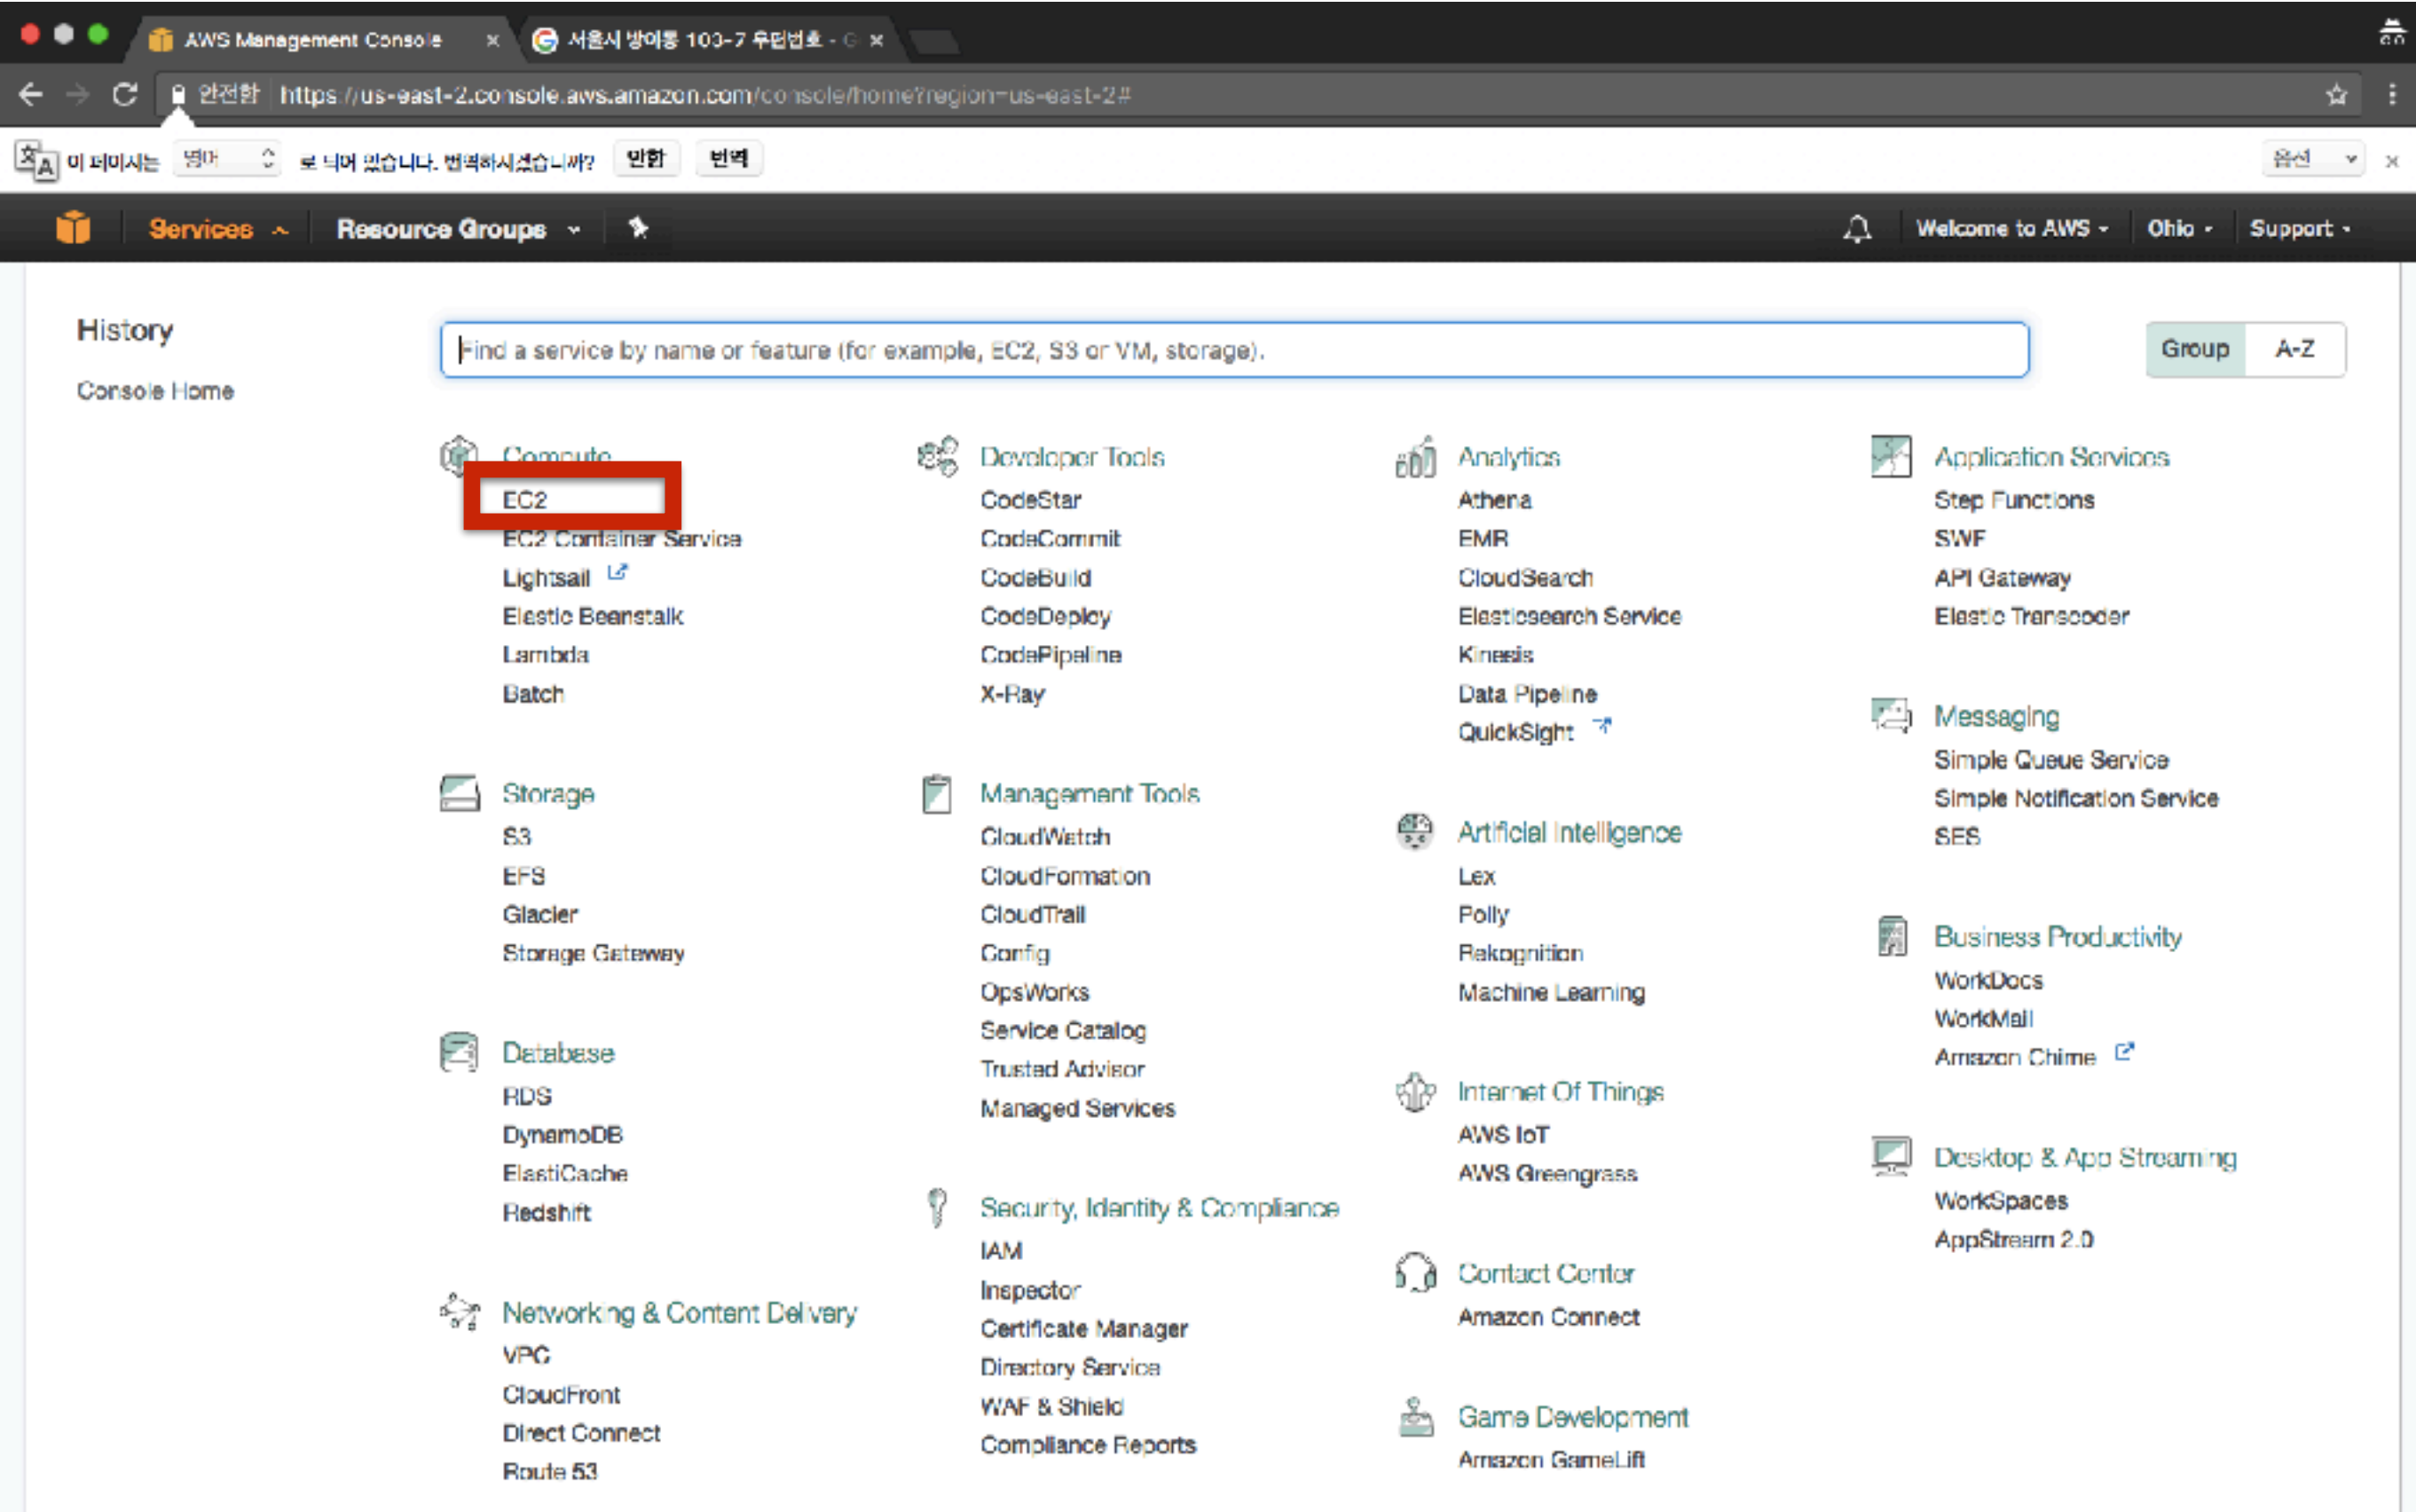 AWS Management Console
서울시 방이동 103-7 우편번호 - G
안전함 https://us-east-2.console.aws.amazon.com/console/home?region=us-east-2#
이 페이지는 영어 로 되어 있습니다. 번역하시겠습니까? 안함 번역 옵션
Services Resource Groups Welcome to AWS Ohio Support
History
Console Home
Find a service by name or feature (for example, EC2, S3 or VM, storage).
Group A-Z
Compute
EC2
EC2 Container Service
Lightsail
Elastic Beanstalk
Lambda
Batch
Storage
S3
EFS
Glacier
Storage Gateway
Database
RDS
DynamoDB
ElastiCache
Redshift
Networking & Content Delivery
VPC
CloudFront
Direct Connect
Route 53
Developer Tools
CodeStar
CodeCommit
CodeBuild
CodeDeploy
CodePipeline
X-Ray
Management Tools
CloudWatch
CloudFormation
CloudTrail
Config
OpsWorks
Service Catalog
Trusted Advisor
Managed Services
Security, Identity & Compliance
IAM
Inspector
Certificate Manager
Directory Service
WAF & Shield
Compliance Reports
Analytics
Athena
EMR
CloudSearch
Elasticsearch Service
Kinesis
Data Pipeline
QuickSight
Artificial Intelligence
Lex
Polly
Rekognition
Machine Learning
Internet Of Things
AWS IoT
AWS Greengrass
Contact Center
Amazon Connect
Game Development
Amazon GameLift
Application Services
Step Functions
SWF
API Gateway
Elastic Transcoder
Messaging
Simple Queue Service
Simple Notification Service
SES
Business Productivity
WorkDocs
WorkMail
Amazon Chime
Desktop & App Streaming
WorkSpaces
AppStream 2.0